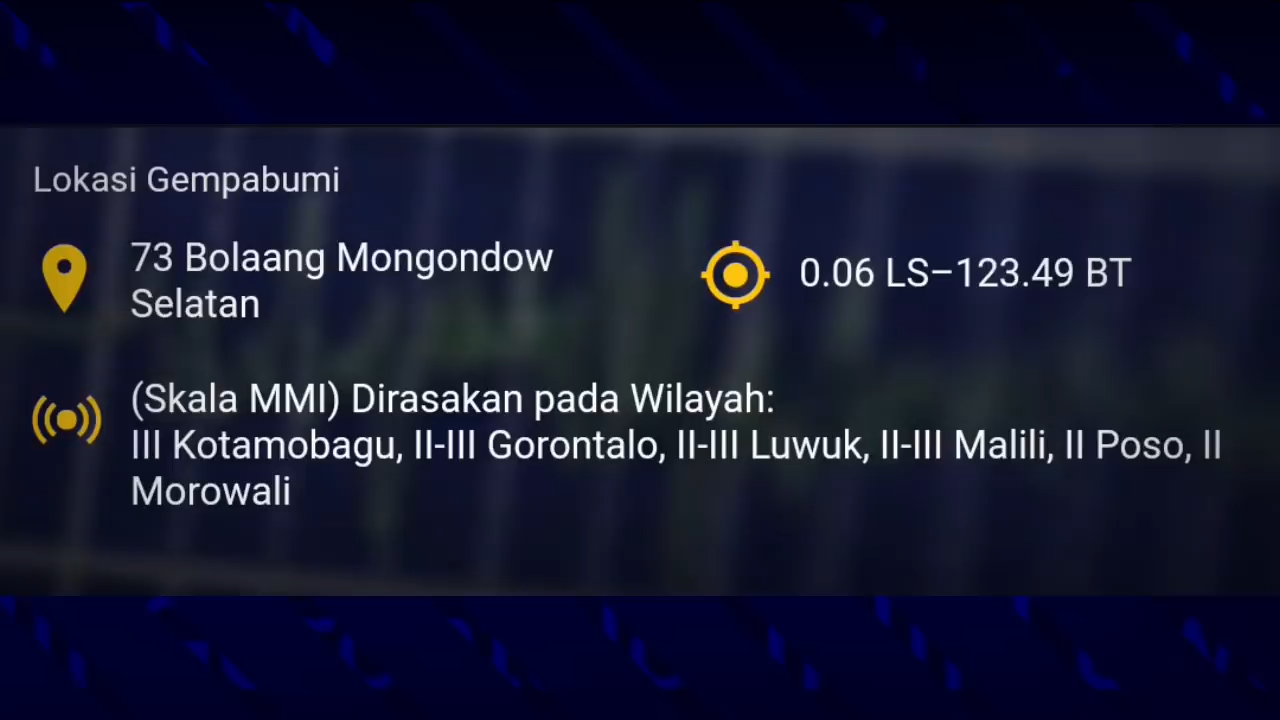 Lokasi Gempabumi
73 Bolaang Mongondow
Selatan
0.06 LS–123.49 BT
(Skala MMI) Dirasakan pada Wilayah:
III Kotamobagu, II-III Gorontalo, II-III Luwuk, II-III Malili, II Poso, II
Morowali